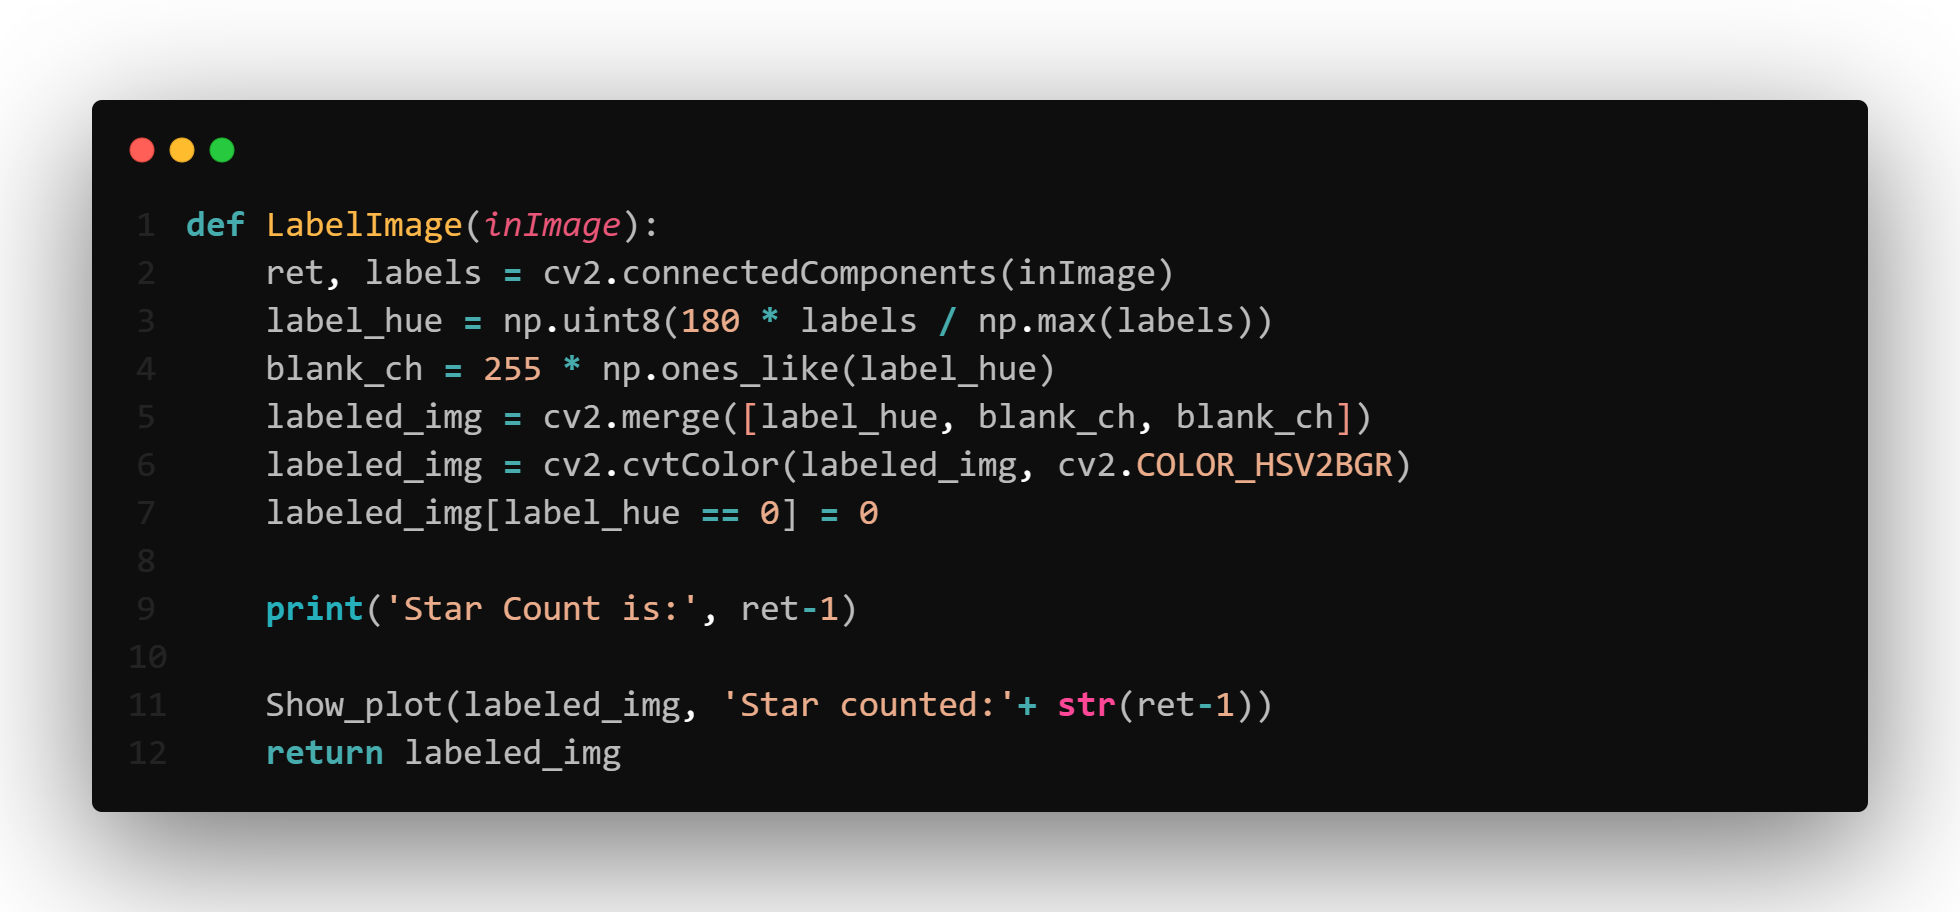 1 def LabelImage(inImage):
2     ret, labels = cv2.connectedComponents(inImage)
3     label_hue = np.uint8(180 * labels / np.max(labels))
4     blank_ch = 255 * np.ones_like(label_hue)
5     labeled_img = cv2.merge([label_hue, blank_ch, blank_ch])
6     labeled_img = cv2.cvtColor(labeled_img, cv2.COLOR_HSV2BGR)
7     labeled_img[label_hue == 0] = 0
8
9     print('Star Count is:', ret-1)
10
11     Show_plot(labeled_img, 'Star counted:'+ str(ret-1))
12     return labeled_img